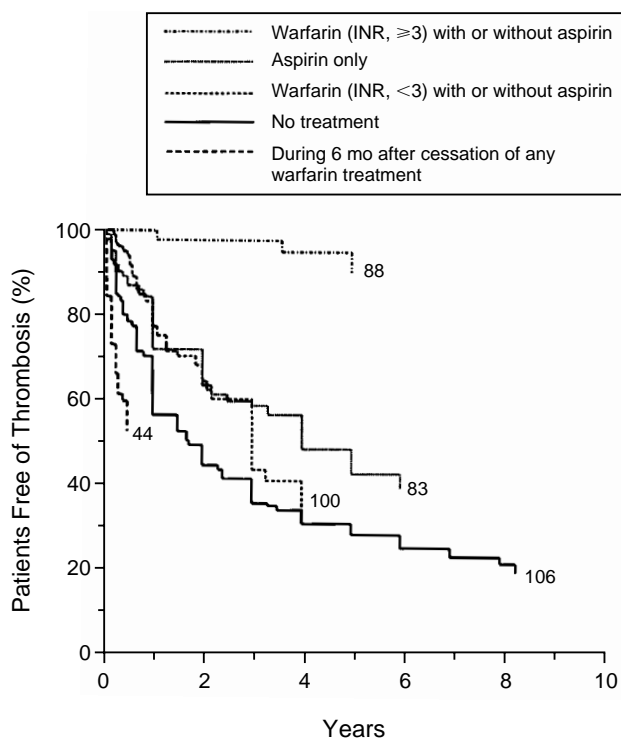 Warfarin (INR, ≥3) with or without aspirin
Aspirin only
Warfarin (INR, <3) with or without aspirin
No treatment
During 6 mo after cessation of any
warfarin treatment
100
80
60
40
20
0
Patients Free of Thrombosis (%)
88
44
83
100
106
0 2 4 6 8 10
Years